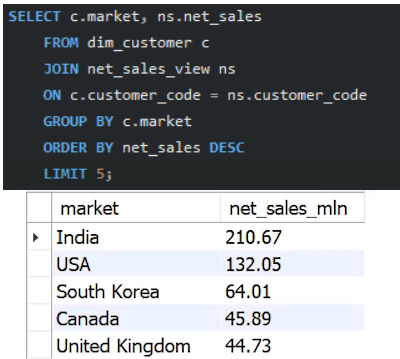 SELECT c.market, ns.net_sales
FROM dim_customer c
JOIN net_sales_view ns
ON c.customer_code = ns.customer_code
GROUP BY c.market
ORDER BY net_sales DESC
LIMIT 5;
market net_sales_mln
India 210.67
USA 132.05
South Korea 64.01
Canada 45.89
United Kingdom 44.73